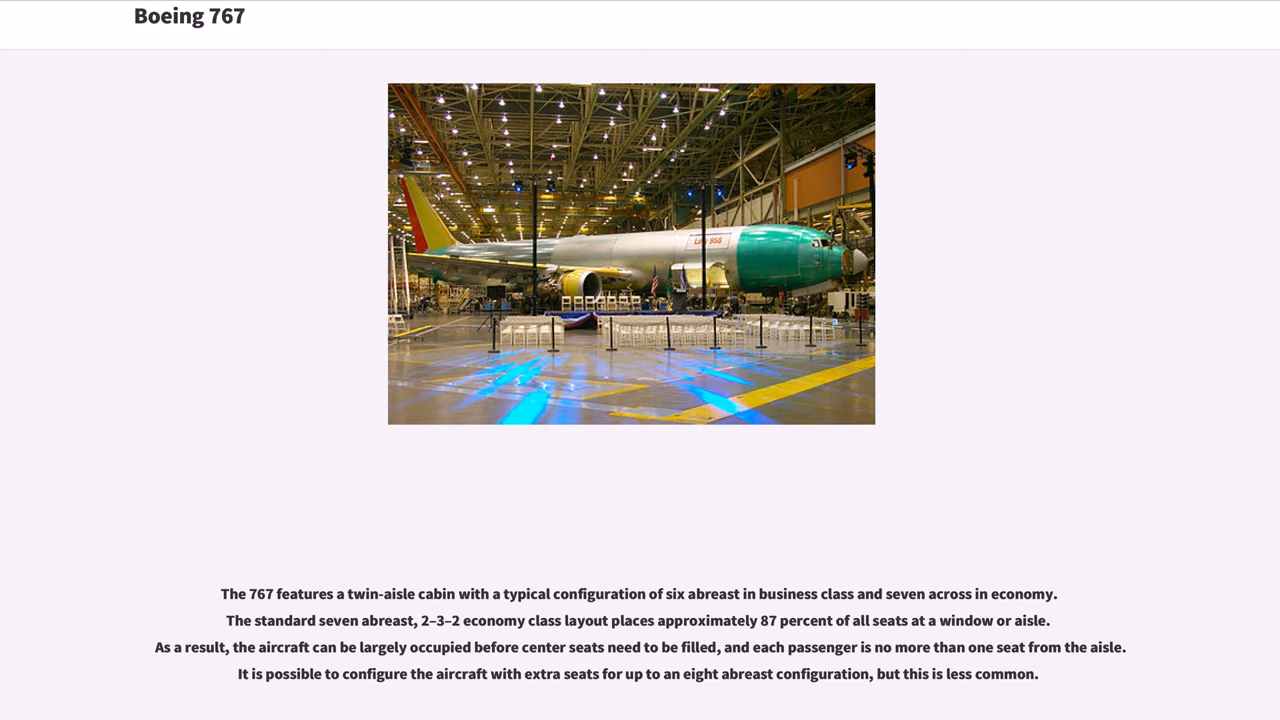 Boeing 767
The 767 features a twin-aisle cabin with a typical configuration of six abreast in business class and seven across in economy.
The standard seven abreast, 2–3–2 economy class layout places approximately 87 percent of all seats at a window or aisle.
As a result, the aircraft can be largely occupied before center seats need to be filled, and each passenger is no more than one seat from the aisle.
It is possible to configure the aircraft with extra seats for up to an eight abreast configuration, but this is less common.